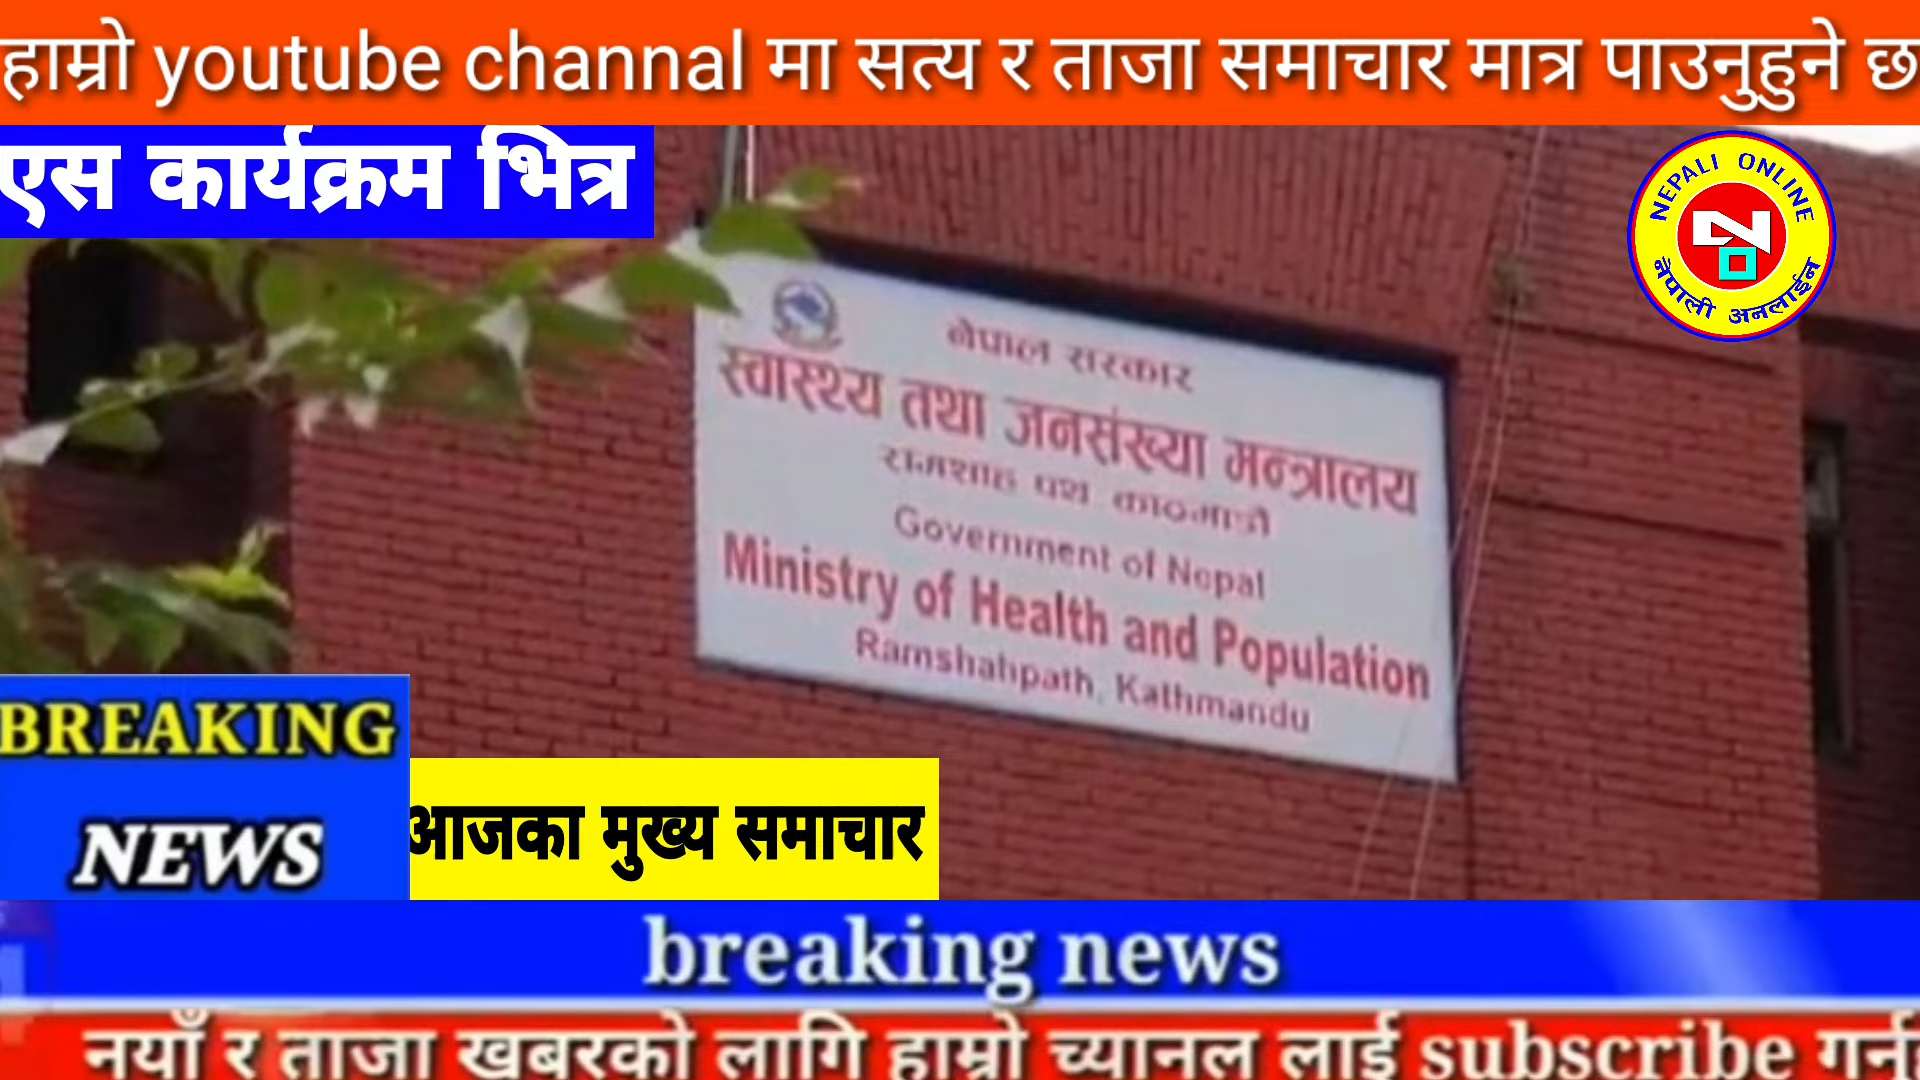 हाम्रो youtube channal मा सत्य र ताजा समाचार मात्र पाउनुहुने छ
एस कार्यक्रम भित्र
NEPALI ONLINE
NO
नेपाली अनलाईन
नेपाल सरकार
स्वास्थ्य तथा जनसंख्या मन्त्रालय
रामशाह पथ काठमाडौं
Government of Nepal
Ministry of Health and Population
Ramshahpath, Kathmandu
BREAKING
NEWS
आजका मुख्य समाचार
breaking news
नयाँ र ताजा खबरको लागि हाम्रो च्यानल लाई subscribe